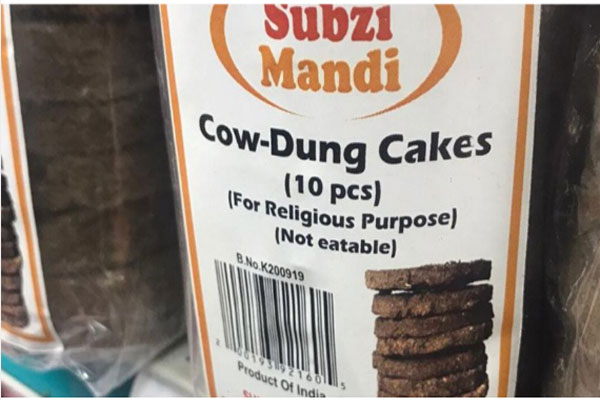 Subzi
Mandi
Cow-Dung Cakes
(10 pcs)
(For Religious Purpose)
(Not eatable)
B.No.K200919
Product Of India